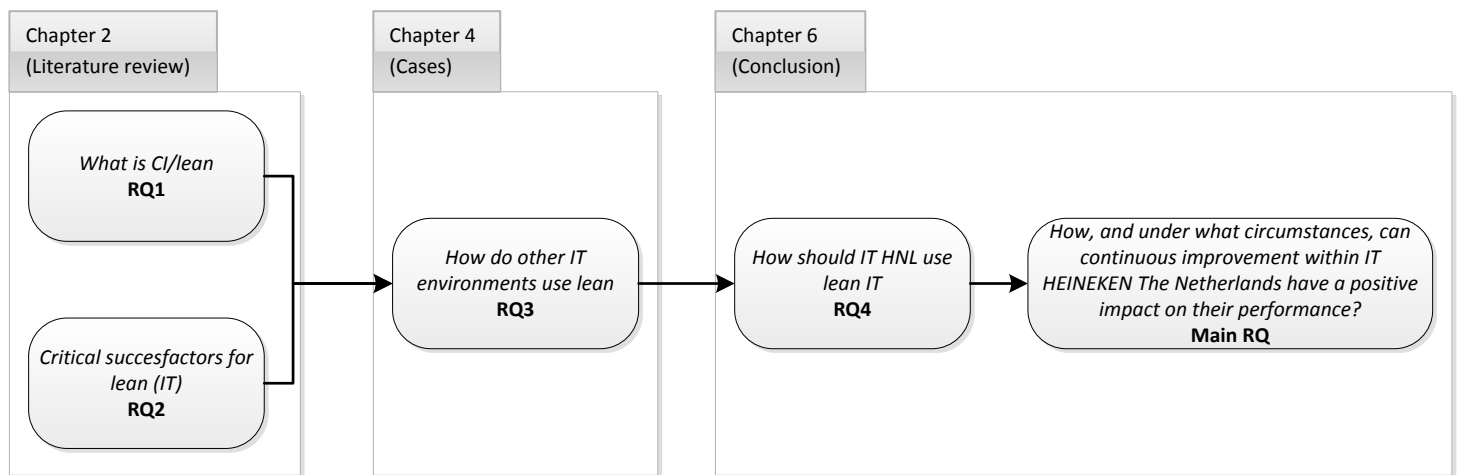 Chapter 2
(Literature review)
What is CI/lean
RQ1
Critical succesfactors for
lean (IT)
RQ2
Chapter 4
(Cases)
How do other IT
environments use lean
RQ3
Chapter 6
(Conclusion)
How should IT HNL use
lean IT
RQ4
How, and under what circumstances, can
continuous improvement within IT
HEINEKEN The Netherlands have a positive
impact on their performance?
Main RQ